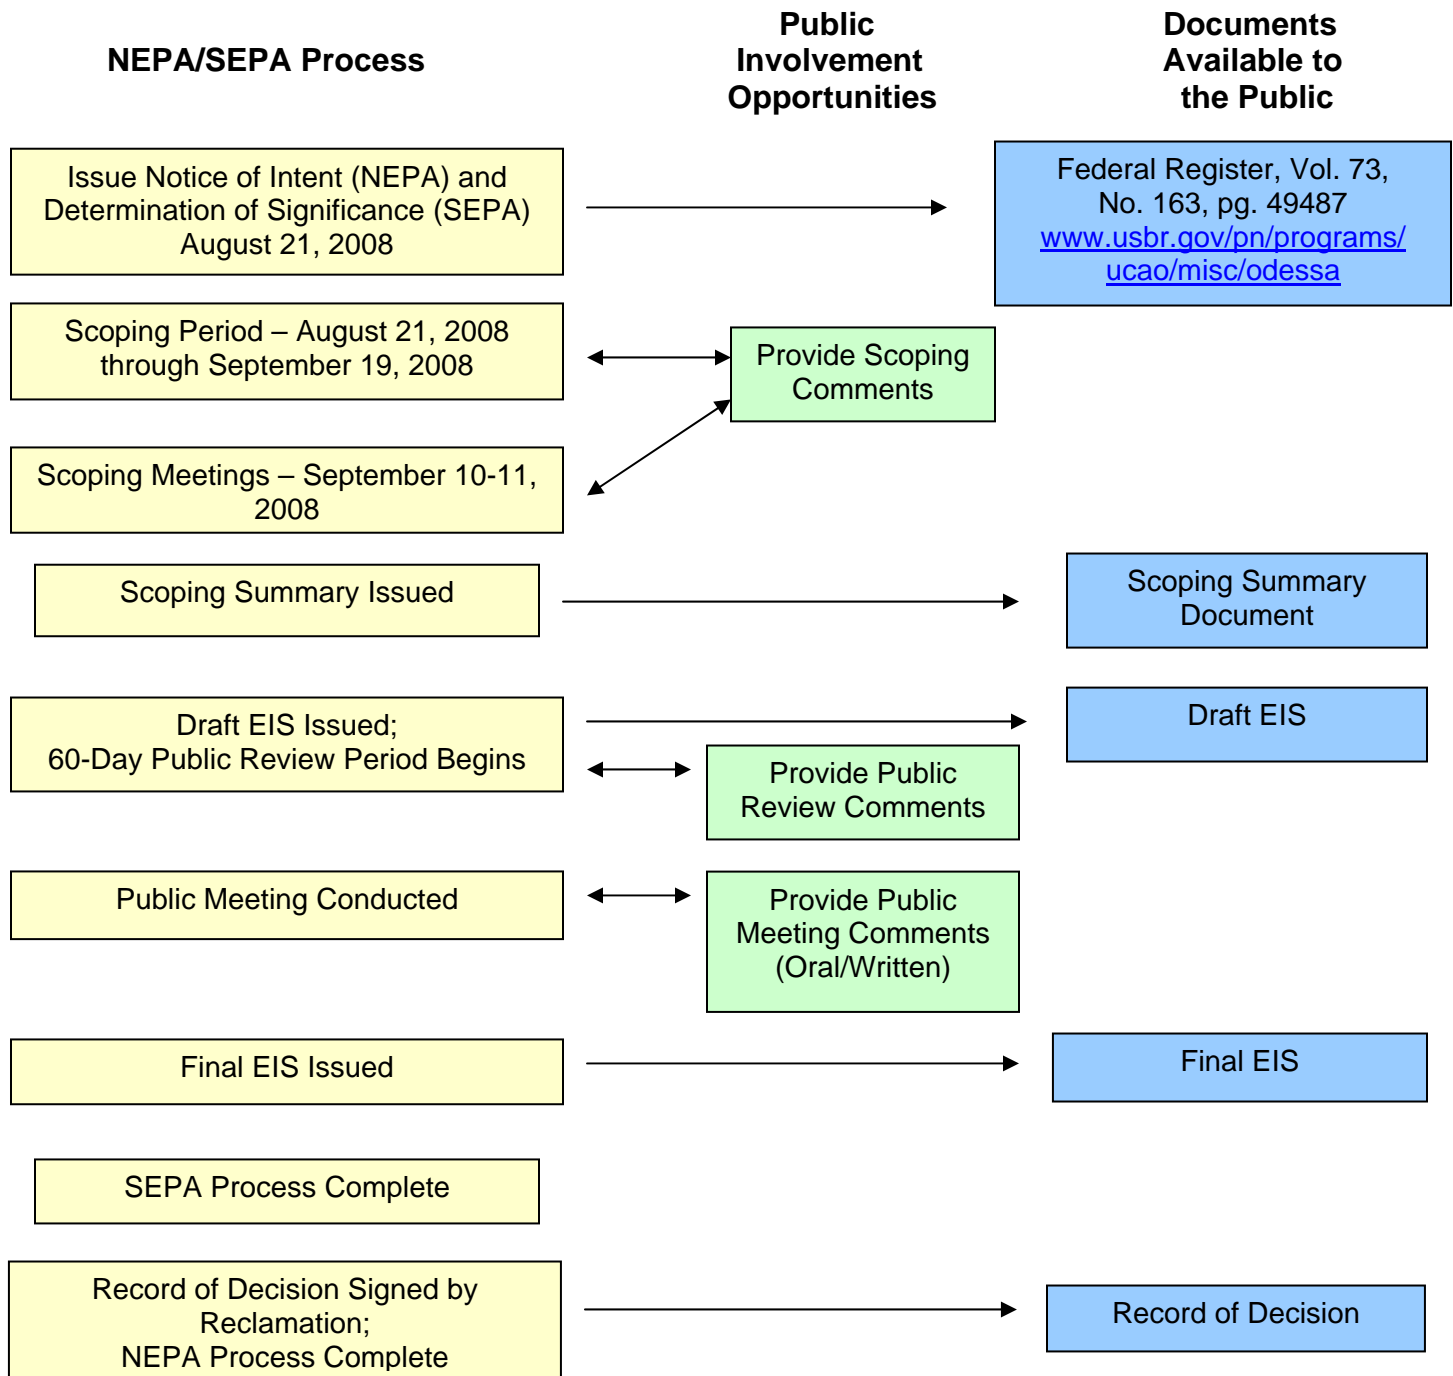 NEPA/SEPA Process
Public
Involvement
Opportunities
Documents
Available to
the Public
Issue Notice of Intent (NEPA) and
Determination of Significance (SEPA)
August 21, 2008
Federal Register, Vol. 73,
No. 163, pg. 49487
www.usbr.gov/pn/programs/
ucao/misc/odessa
Scoping Period – August 21, 2008
through September 19, 2008
Provide Scoping
Comments
Scoping Meetings – September 10-11,
2008
Scoping Summary Issued
Scoping Summary
Document
Draft EIS Issued;
60-Day Public Review Period Begins
Draft EIS
Provide Public
Review Comments
Public Meeting Conducted
Provide Public
Meeting Comments
(Oral/Written)
Final EIS Issued
Final EIS
SEPA Process Complete
Record of Decision Signed by
Reclamation;
NEPA Process Complete
Record of Decision